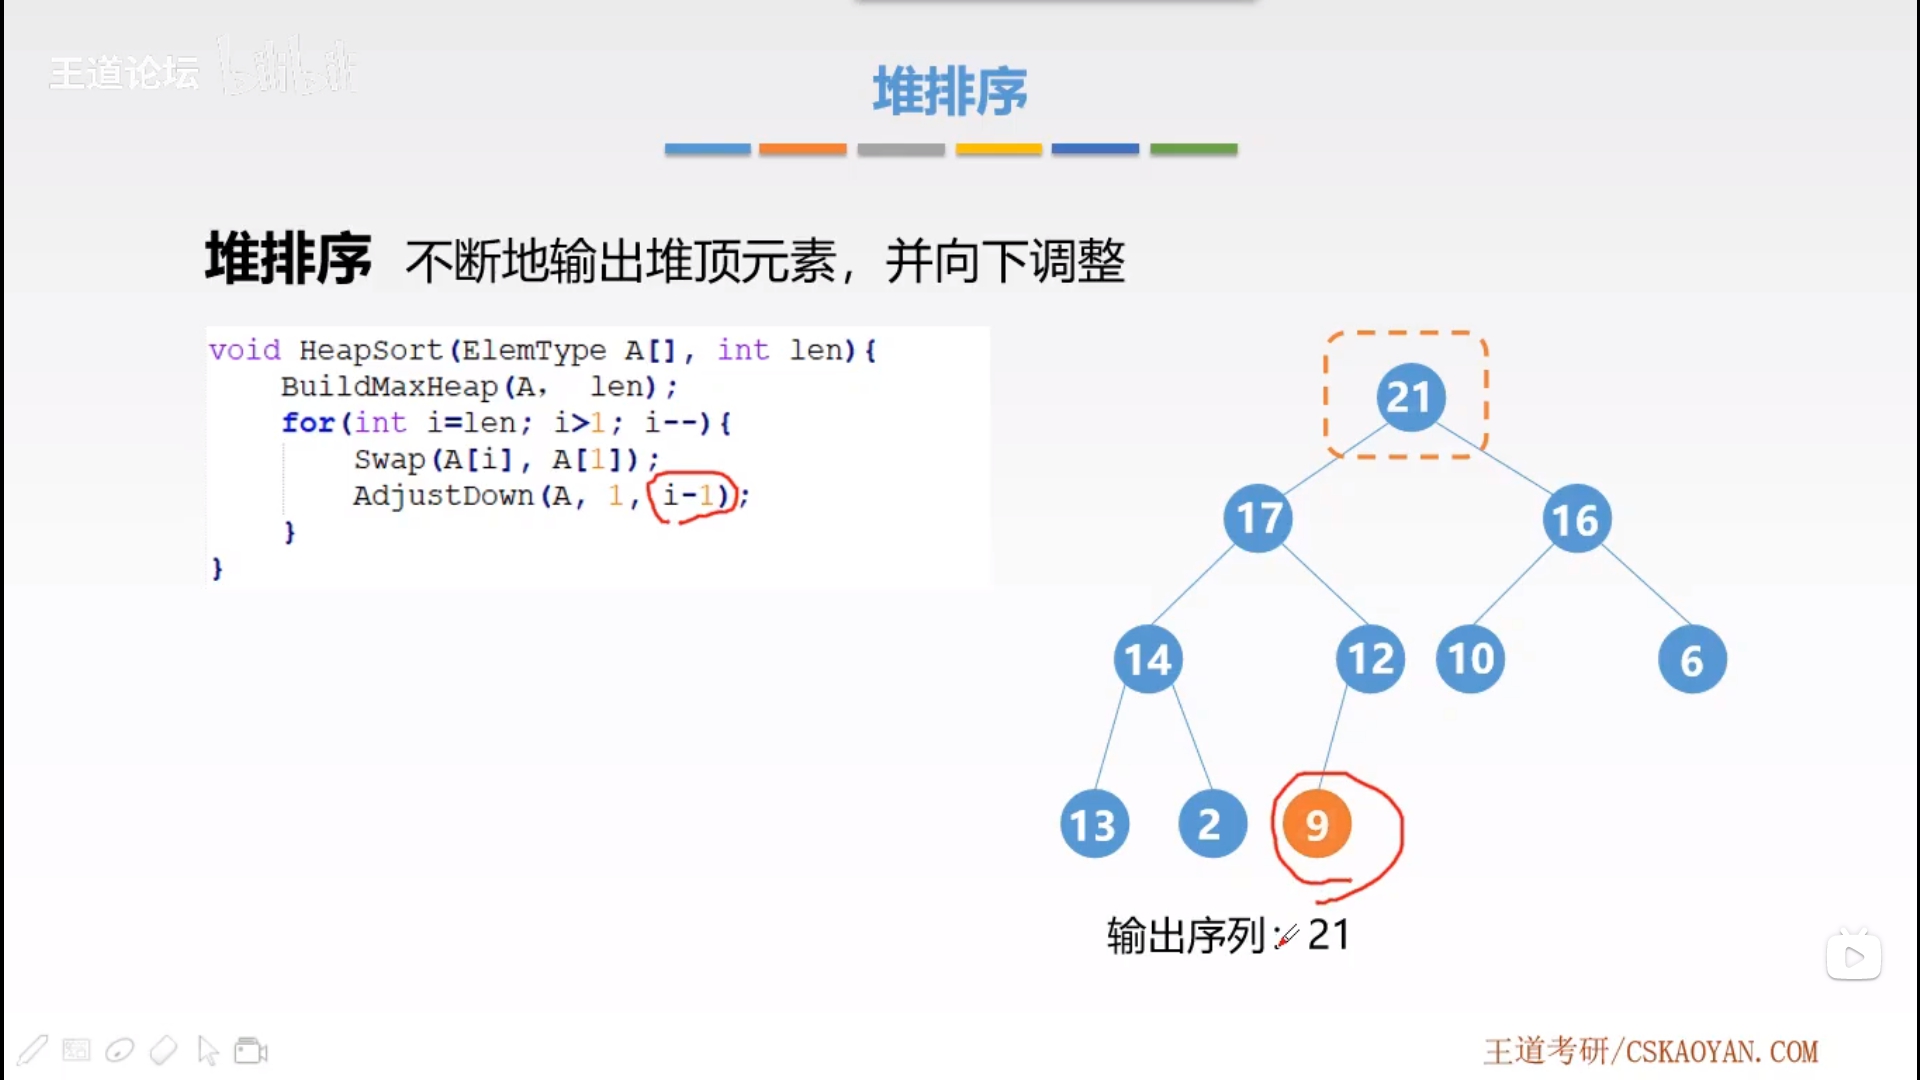 王道论坛 bilibili
堆排序
堆排序 不断地输出堆顶元素，并向下调整
void HeapSort(ElemType A[], int len){
BuildMaxHeap(A, len);
for(int i=len; i>1; i--){
Swap(A[i], A[1]);
AdjustDown(A, 1, i-1);
}
}
21
17 16
14 12 10 6
13 2 9
输出序列：21
王道考研/CSKAOYAN.COM